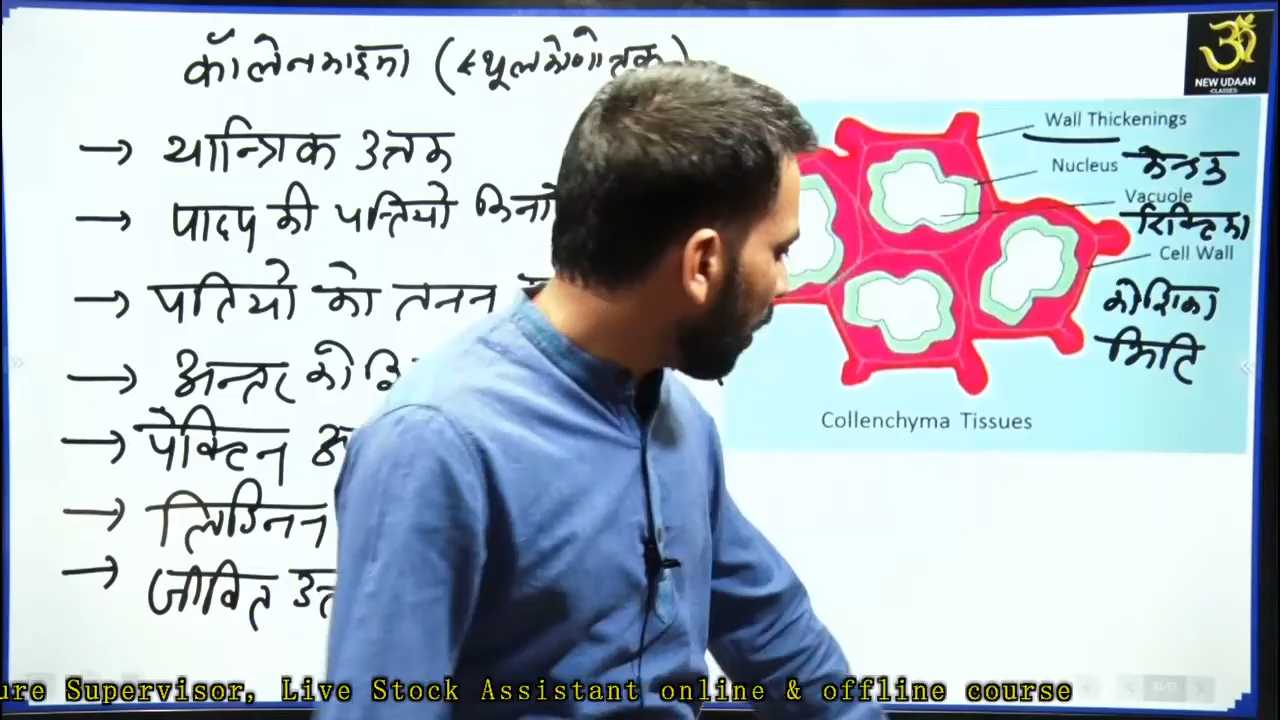 कॉलेनकाइमा (स्थूलकोणोतक)
→ यान्त्रिक उत्तक
→ पादप की पत्तियो किनारो
→ पतियो को तनन
→ अन्तर कोशि
→ पैक्टिन
→ लिग्निन
→ जीवित उत
Wall Thickenings
Nucleus केन्द्र
Vacuole
रिक्टिका
Cell Wall
कोशिका
भिति
Collenchyma Tissues
ॐ
NEW UDAAN
-CLASSES-
ure Supervisor, Live Stock Assistant online & offline course